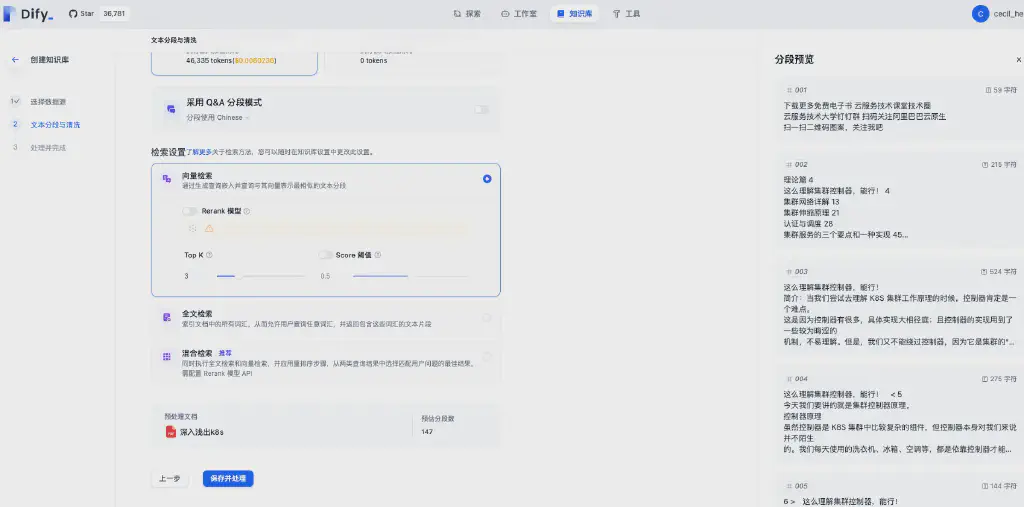 Dify_
Star 36,781
探索
工作室
知识库
工具
C cecil_he
创建知识库
1 选择数据源
2 文本分段与清洗
3 处理并完成
文本分段与清洗
46,335 tokens
0 tokens
采用 Q&A 分段模式
分段使用 Chinese
检索设置
了解更多关于检索方法，您可以随时在知识库设置中更改此设置。
向量检索
通过生成查询嵌入并查询与其向量表示最相似的文本分段
Rerank 模型
Top K
Score 阈值
3
0.5
全文检索
索引文档中的所有词汇，从而允许用户查询任意词汇，并返回包含这些词汇的文本片段
混合检索 推荐
同时执行全文检索和向量检索，并应用重排序步骤，从两类查询结果中选择匹配用户问题的最佳结果，
需配置 Rerank 模型 API
预处理文档
深入浅出k8s
预估分段数
147
上一步
保存并处理
分段预览
# 001
59 字符
下载更多免费电子书 云服务技术课堂技术圈
云服务技术大学钉钉群 扫码关注阿里巴巴云原生
扫一扫二维码图案，关注我吧
# 002
215 字符
理论篇 4
这么理解集群控制器，能行！ 4
集群网络详解 13
集群伸缩原理 21
认证与调度 28
集群服务的三个要点和一种实现 45...
# 003
524 字符
这么理解集群控制器，能行！
简介：当我们尝试去理解 K8S 集群工作原理的时候。控制器肯定是一
个难点。
这是因为控制器有很多，具体实现大相径庭；且控制器的实现用到了
一些较为晦涩的
机制，不易理解。但是，我们又不能绕过控制器，因为它是集群的"...
# 004
275 字符
这么理解集群控制器，能行！ < 5
今天我们要讲的就是集群控制器原理。
控制器原理
虽然控制器是 K8S 集群中比较复杂的组件，但控制器本身对我们来说
并不陌生
的。我们每天使用的洗衣机、冰箱、空调等，都是依靠控制器才能...
# 005
144 字符
6 > 这么理解集群控制器，能行！